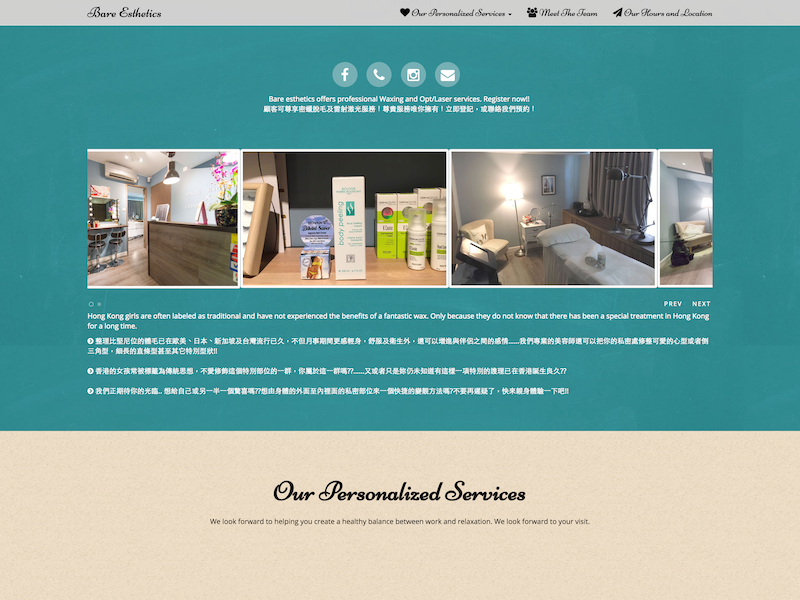 Bare Esthetics
Our Personalized Services
Meet The Team
Our Hours and Location
Bare esthetics offers professional Waxing and Opt/Laser services. Register now!!
顧客可尊享密蠟脫毛及雷射激光服務！尊貴服務唯你擁有！立即登記，或聯絡我們預約！
body peeling
PREV NEXT
Hong Kong girls are often labeled as traditional and have not experienced the benefits of a fantastic wax. Only because they do not know that there has been a special treatment in Hong Kong
for a long time.
整理比堅尼位的體毛已在歐美、日本、新加坡及台灣流行已久，不但月事期間更感輕身，舒服及衛生外，還可以增進與伴侶之間的感情......我們專業的美容師還可以把你的私密處修整可愛的心型或者倒
三角型，細長的直條型甚至其它特別型狀!!
香港的女孩常被標籤為傳統思想，不愛修飾這個特別部位的一群，你屬於這一群嗎??......又或者只是妳仍未知道有這樣一項特別的護理已在香港誕生良久??
我們正期待你的光臨.. 想給自己或另一半一個驚喜嗎??想由身體的外面至內裡面的私密部位來一個快捷的變靚方法嗎?不要再遲疑了，快來親身體驗一下吧!!
Our Personalized Services
We look forward to helping you create a healthy balance between work and relaxation. We look forward to your visit.